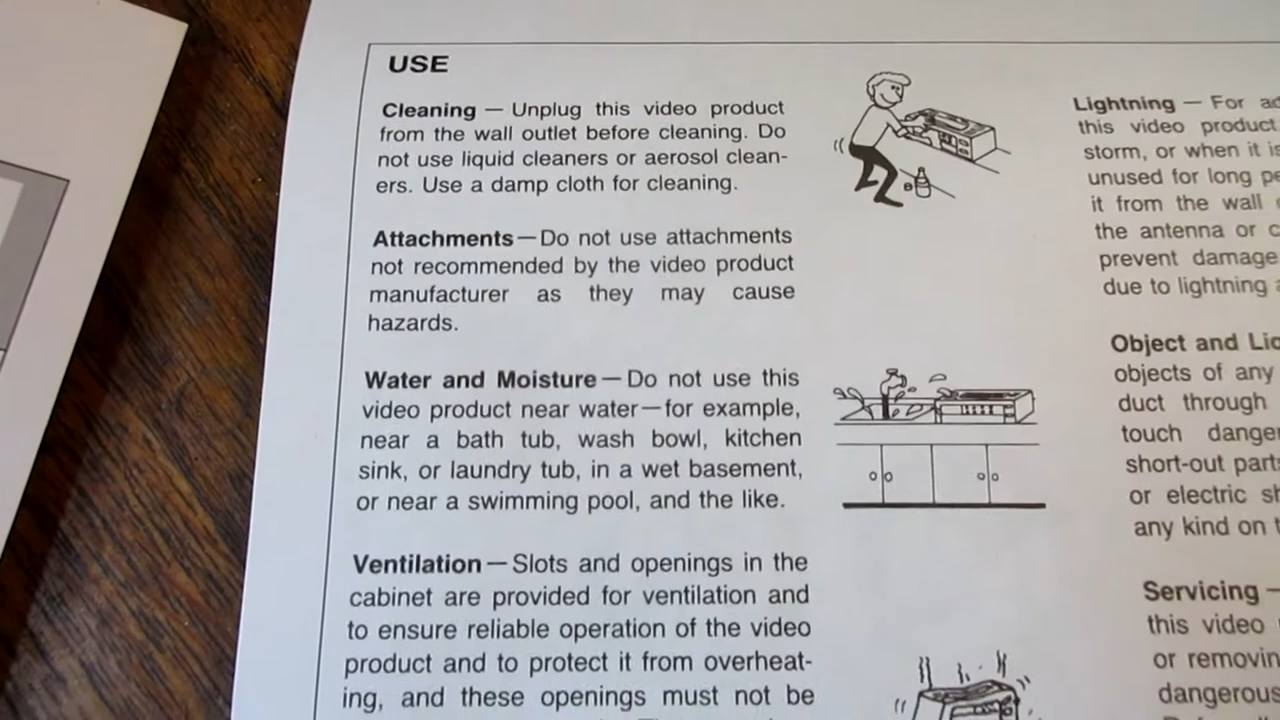 USE
Cleaning — Unplug this video product
from the wall outlet before cleaning. Do
not use liquid cleaners or aerosol clean-
ers. Use a damp cloth for cleaning.
Attachments — Do not use attachments
not recommended by the video product
manufacturer as they may cause
hazards.
Water and Moisture — Do not use this
video product near water — for example,
near a bath tub, wash bowl, kitchen
sink, or laundry tub, in a wet basement,
or near a swimming pool, and the like.
Ventilation — Slots and openings in the
cabinet are provided for ventilation and
to ensure reliable operation of the video
product and to protect it from overheat-
ing, and these openings must not be
Lightning — For
this video product
storm, or when it is
unused for long
it from the wall
the antenna or
prevent damage
due to lightning
Object and
objects of any
duct through
touch
short-out parts
or electric
any kind on
Servicing —
this video
or
dangerous